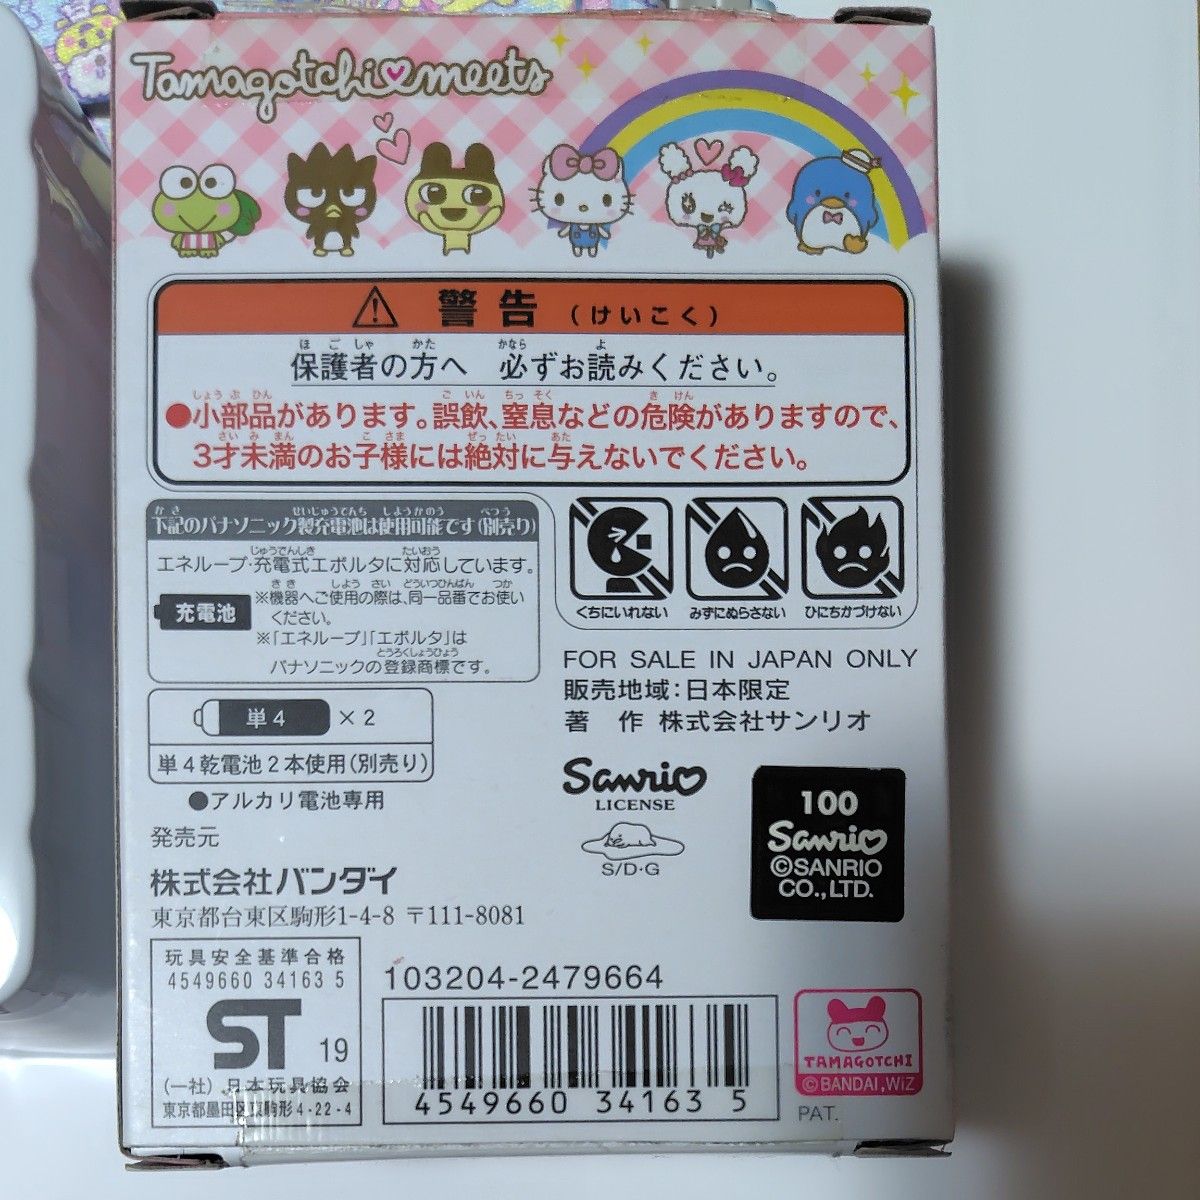 Tamagotchi♡meets
警告 (けいこく)
保護者の方へ 必ずお読みください。
●小部品があります。誤飲、窒息などの危険がありますので、
3才未満のお子様には絶対に与えないでください。
下記のパナソニック製充電池は使用可能です(別売り)
エネループ・充電式エボルタに対応しています。
充電池
※機器へご使用の際は、同一品番でお使い
ください。
※「エネループ」「エボルタ」は
パナソニックの登録商標です。
くちにいれない
みずにぬらさない
ひにちかづけない
単4 ×2
単4乾電池2本使用(別売り)
●アルカリ電池専用
FOR SALE IN JAPAN ONLY
販売地域:日本限定
著 作 株式会社サンリオ
Sanrio
LICENSE
S/D・G
100
Sanrio
©SANRIO
CO.,LTD.
発売元
株式会社バンダイ
東京都台東区駒形1-4-8 〒111-8081
玩具安全基準合格
4549660 34163 5
ST 19
(一社)日本玩具協会
東京都墨田区東駒形4-22-4
103204-2479664
4549660 34163 5
TAMAGOTCHI
©BANDAI,WiZ
PAT.